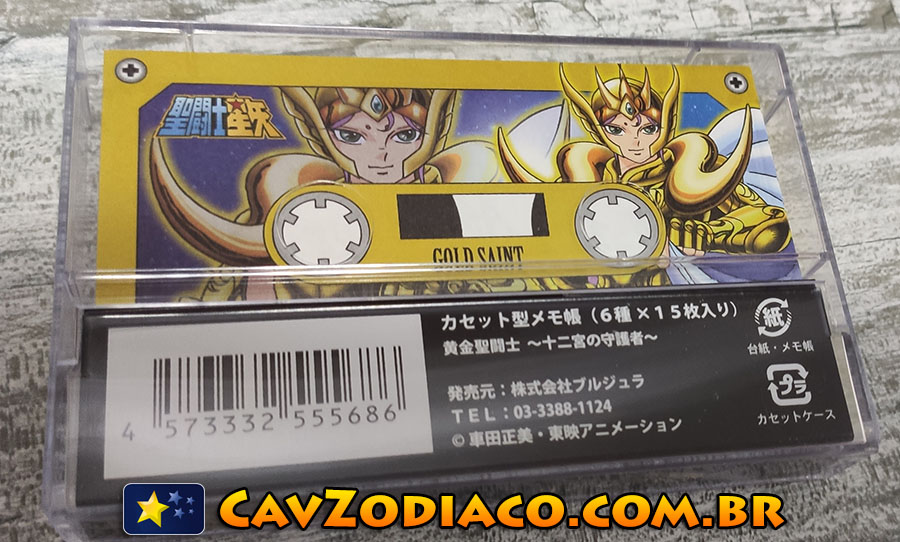 聖闘士星矢
GOLD SAINT
カセット型メモ帳（６種×１５枚入り）
黄金聖闘士 ～十二宮の守護者～
発売元：株式会社ブルジュラ
ＴＥＬ：03-3388-1124
© 車田正美・東映アニメーション
紙
台紙・メモ帳
プラ
カセットケース
4 573332 555686
CavZodiaco.com.br